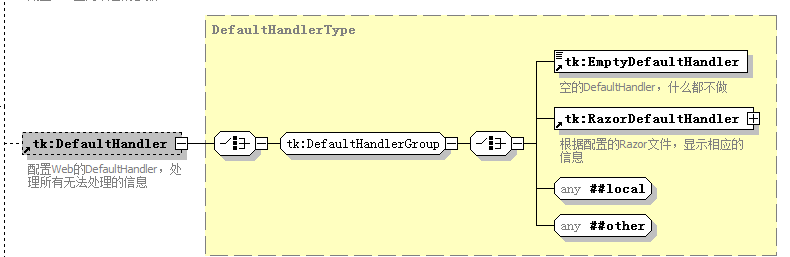 DefaultHandlerType
tk:EmptyDefaultHandler
空的DefaultHandler，什么都不做
tk:RazorDefaultHandler
根据配置的Razor文件，显示相应的
信息
tk:DefaultHandler
tk:DefaultHandlerGroup
配置Web的DefaultHandler，处
理所有无法处理的信息
any ##local
any ##other